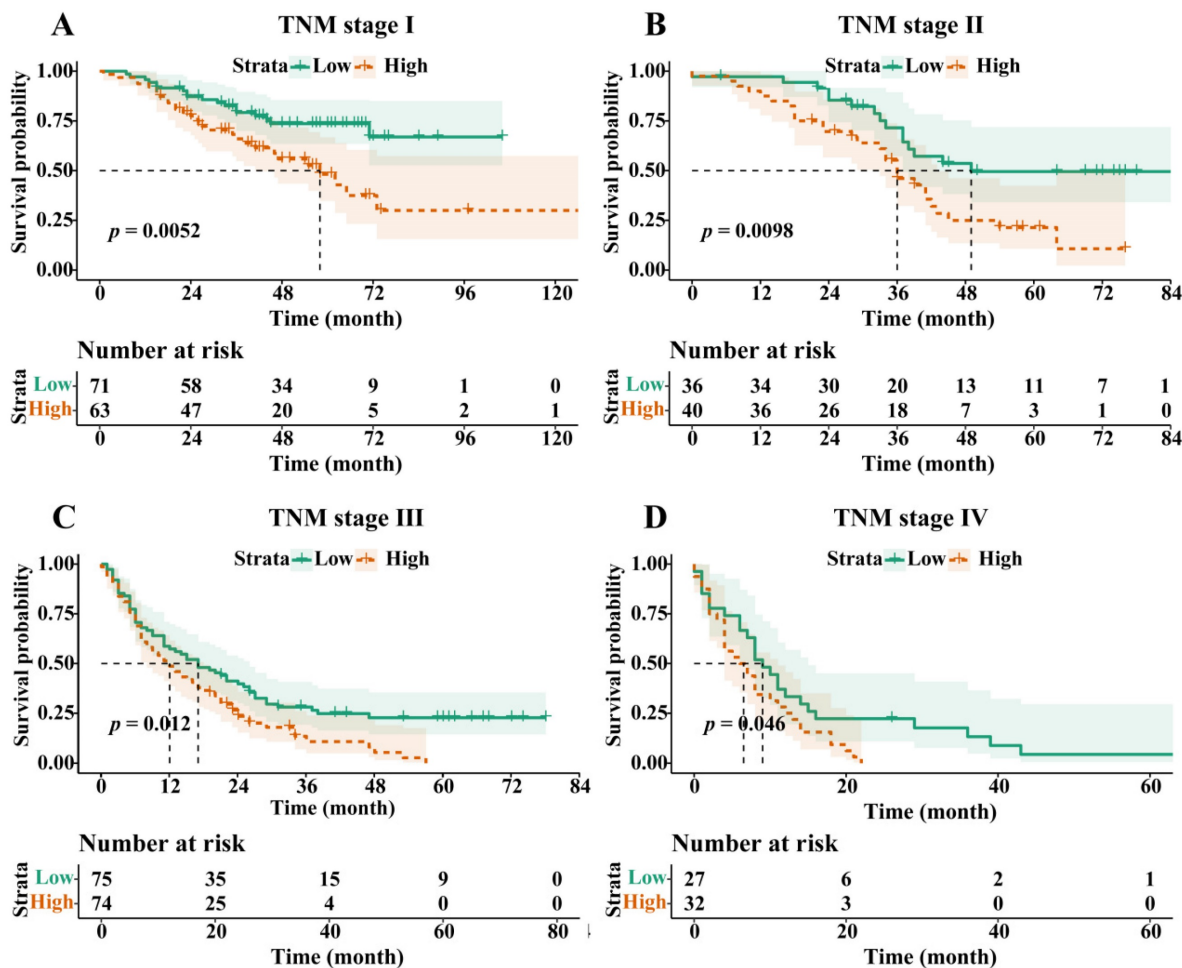 A
TNM stage I
Strata Low High
Survival probability
1.00
0.75
0.50
0.25
0.00
p = 0.0052
0 24 48 72 96 120
Time (month)
Number at risk
Strata
Low 71 58 34 9 1 0
High 63 47 20 5 2 1
0 24 48 72 96 120
Time (month)
B
TNM stage II
Strata Low High
Survival probability
1.00
0.75
0.50
0.25
0.00
p = 0.0098
0 12 24 36 48 60 72 84
Time (month)
Number at risk
Strata
Low 36 34 30 20 13 11 7 1
High 40 36 26 18 7 3 1 0
0 12 24 36 48 60 72 84
Time (month)
C
TNM stage III
Strata Low High
Survival probability
1.00
0.75
0.50
0.25
0.00
p = 0.012
0 12 24 36 48 60 72 84
Time (month)
Number at risk
Strata
Low 75 35 15 9 0
High 74 25 4 0 0
0 20 40 60 80
Time (month)
D
TNM stage IV
Strata Low High
Survival probability
1.00
0.75
0.50
0.25
0.00
p = 0.046
0 20 40 60
Time (month)
Number at risk
Strata
Low 27 6 2 1
High 32 3 0 0
0 20 40 60
Time (month)